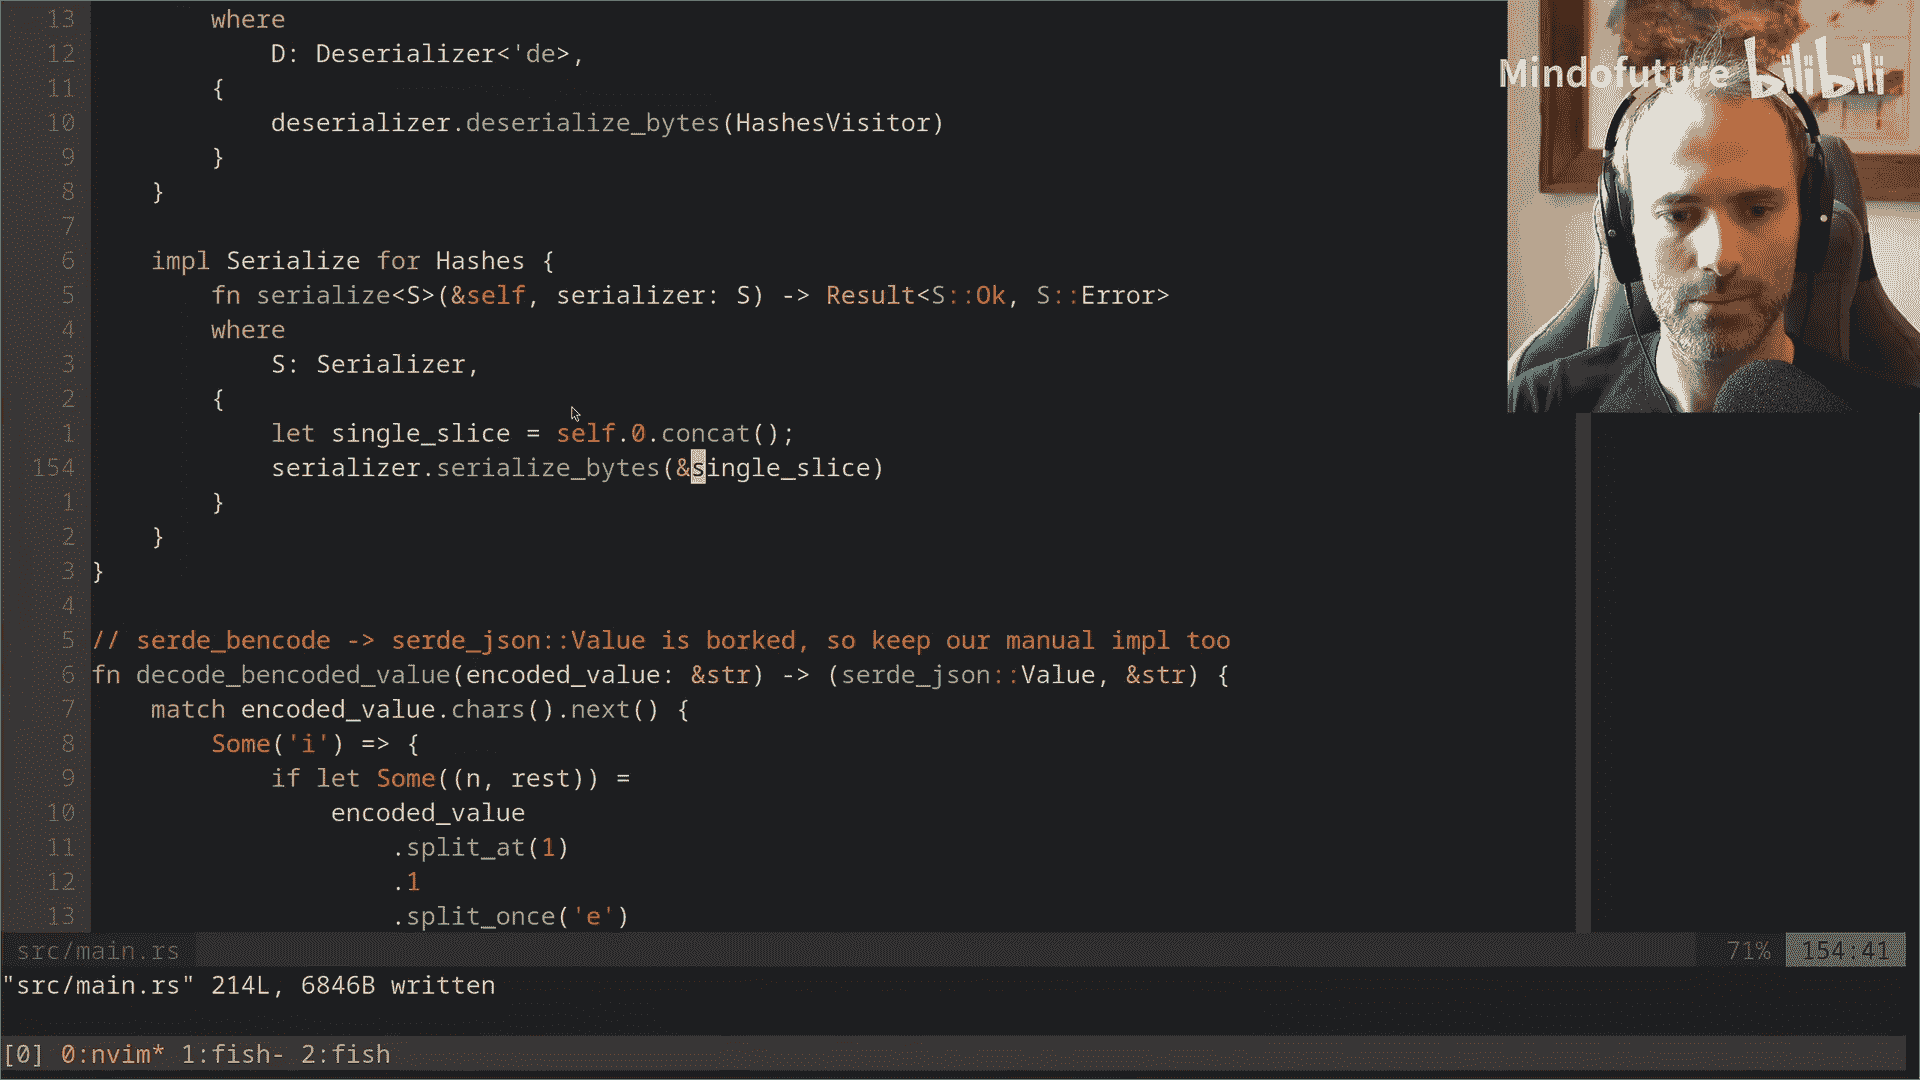 13 where
12 D: Deserializer<'de>,
11 {
10 deserializer.deserialize_bytes(HashesVisitor)
9 }
8 }
7
6 impl Serialize for Hashes {
5 fn serialize<S>(&self, serializer: S) -> Result<S::Ok, S::Error>
4 where
3 S: Serializer,
2 {
1 let single_slice = self.0.concat();
154 serializer.serialize_bytes(&single_slice)
1 }
2 }
3 }
4
5 // serde_bencode -> serde_json::Value is borked, so keep our manual impl too
6 fn decode_bencoded_value(encoded_value: &str) -> (serde_json::Value, &str) {
7 match encoded_value.chars().next() {
8 Some('i') => {
9 if let Some((n, rest)) =
10 encoded_value
11 .split_at(1)
12 .1
13 .split_once('e')
src/main.rs 71% 154:41
"src/main.rs" 214L, 6846B written
[0] 0:nvim* 1:fish- 2:fish
Mindofuture bilibili